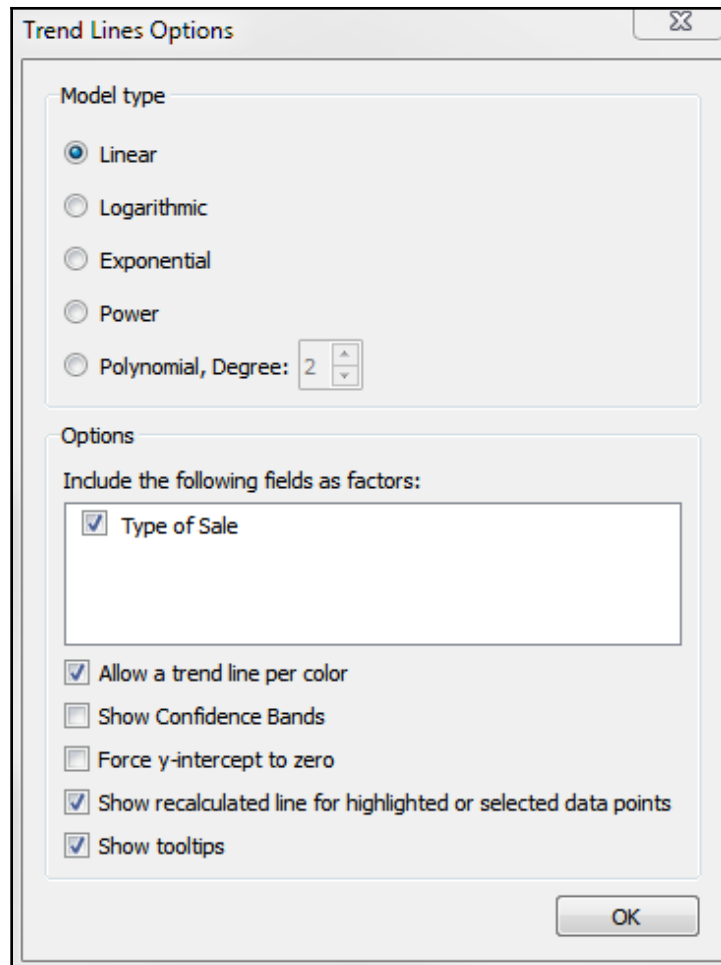 Trend Lines Options
Model type
Linear
Logarithmic
Exponential
Power
Polynomial, Degree: 2
Options
Include the following fields as factors:
Type of Sale
Allow a trend line per color
Show Confidence Bands
Force y-intercept to zero
Show recalculated line for highlighted or selected data points
Show tooltips
OK